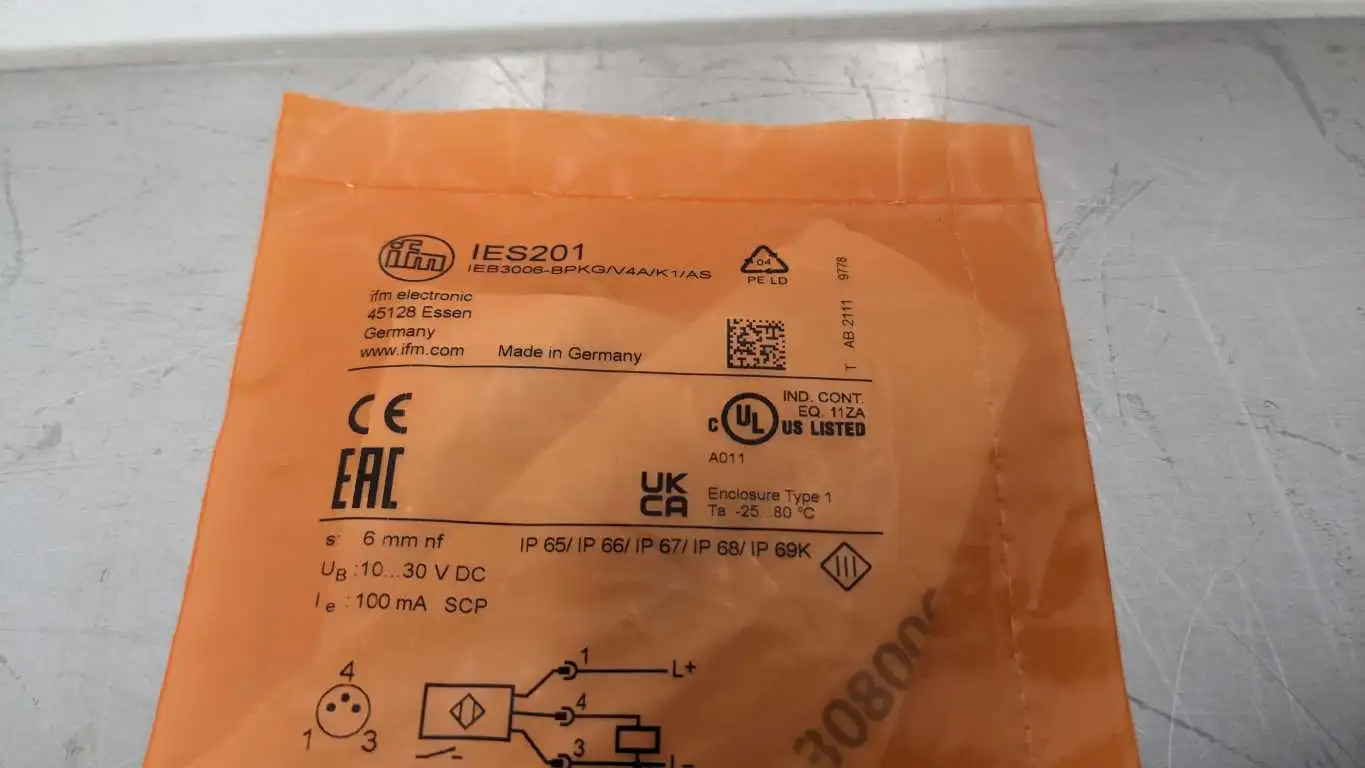 ifm
IES201
IEB3006-BPKG/V4A/K1/AS
04
PE-LD
ifm electronic
45128 Essen
Germany
www.ifm.com
Made in Germany
T AB 2111 9778
CE
EAC
C UL US LISTED
IND. CONT.
EQ. 11ZA
A011
UK
CA
Enclosure Type 1
Ta -25...80 °C
s: 6 mm nf
IP 65/ IP 66/ IP 67/ IP 68/ IP 69K
UB :10...30 V DC
Ie :100 mA SCP
4
1
3
1
L+
4
3
L-
308006